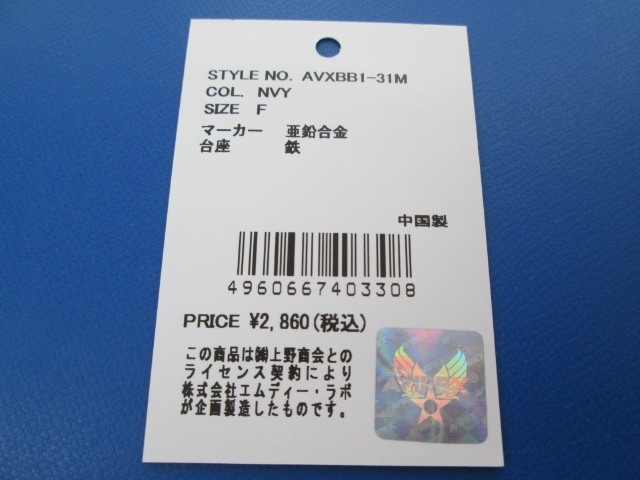 STYLE NO. AVXBB1-31M
COL. NVY
SIZE F
マーカー 亜鉛合金
台座 鉄
中国製
4960667403308
PRICE ¥2,860(税込)
この商品は㈱上野商会との
ライセンス契約により
株式会社エムディー・ラボ
が企画製造したものです。
AVIREX